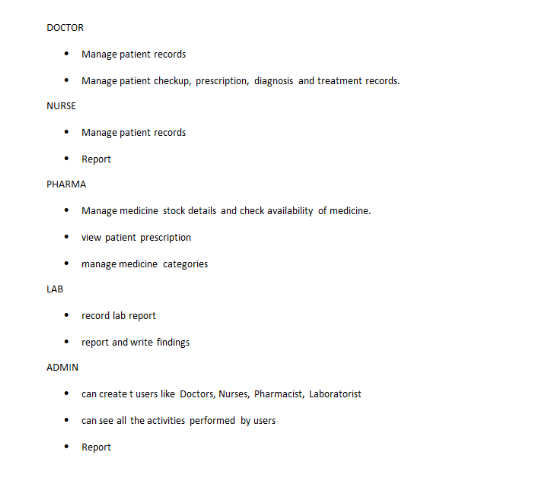 DOCTOR
• Manage patient records
• Manage patient checkup, prescription, diagnosis and treatment records.
NURSE
• Manage patient records
• Report
PHARMA
• Manage medicine stock details and check availability of medicine.
• view patient prescription
• manage medicine categories
LAB
• record lab report
• report and write findings
ADMIN
• can create t users like Doctors, Nurses, Pharmacist, Laboratorist
• can see all the activities performed by users
• Report